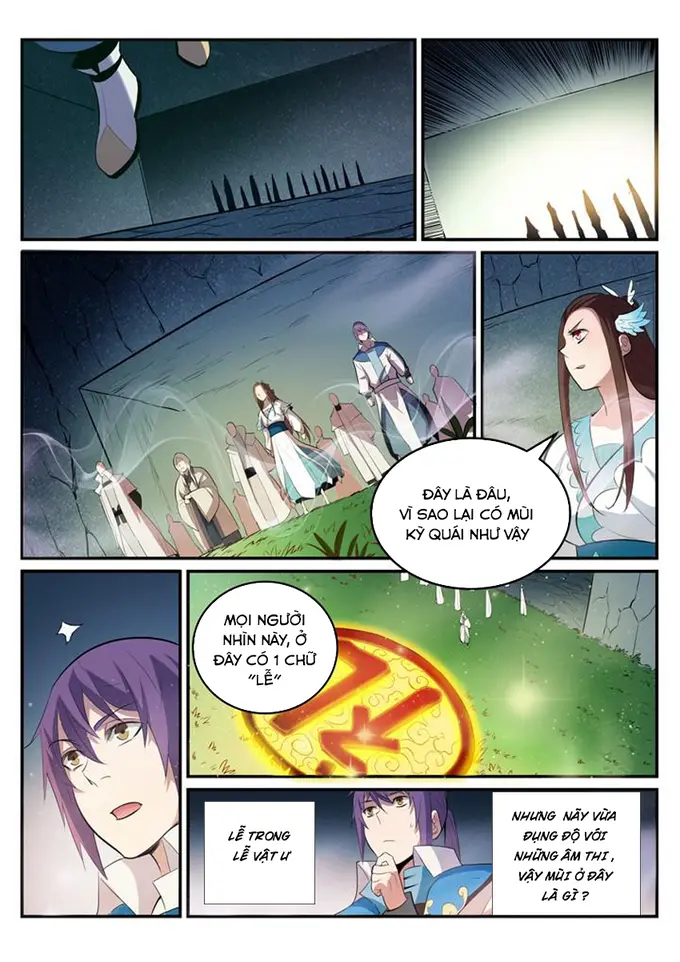 ĐÂY LÀ ĐÂU,
VÌ SAO LẠI CÓ MÙI
KỲ QUÁI NHƯ VẬY
MỌI NGƯỜI
NHÌN NÀY, Ở
ĐÂY CÓ 1 CHỮ
"LỄ"
LỄ TRONG
LỄ VẬT Ư
NHƯNG NÃY VỪA
ĐỤNG ĐỘ VỚI
NHỮNG ÂM THI,
VẬY MÙI Ở ĐÂY
LÀ GÌ ?